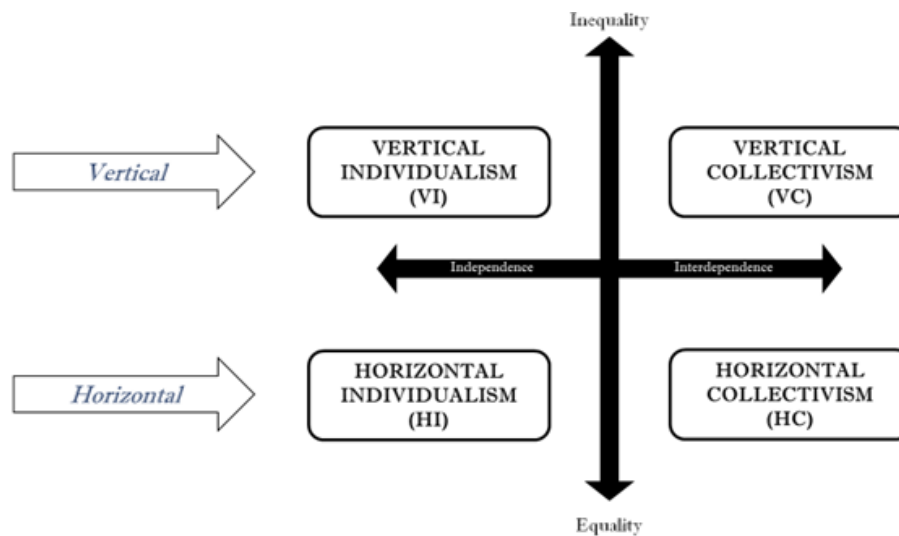 Inequality
VERTICAL
INDIVIDUALISM
(VI)
VERTICAL
COLLECTIVISM
(VC)
Vertical
Independence
Interdependence
HORIZONTAL
INDIVIDUALISM
(HI)
HORIZONTAL
COLLECTIVISM
(HC)
Horizontal
Equality